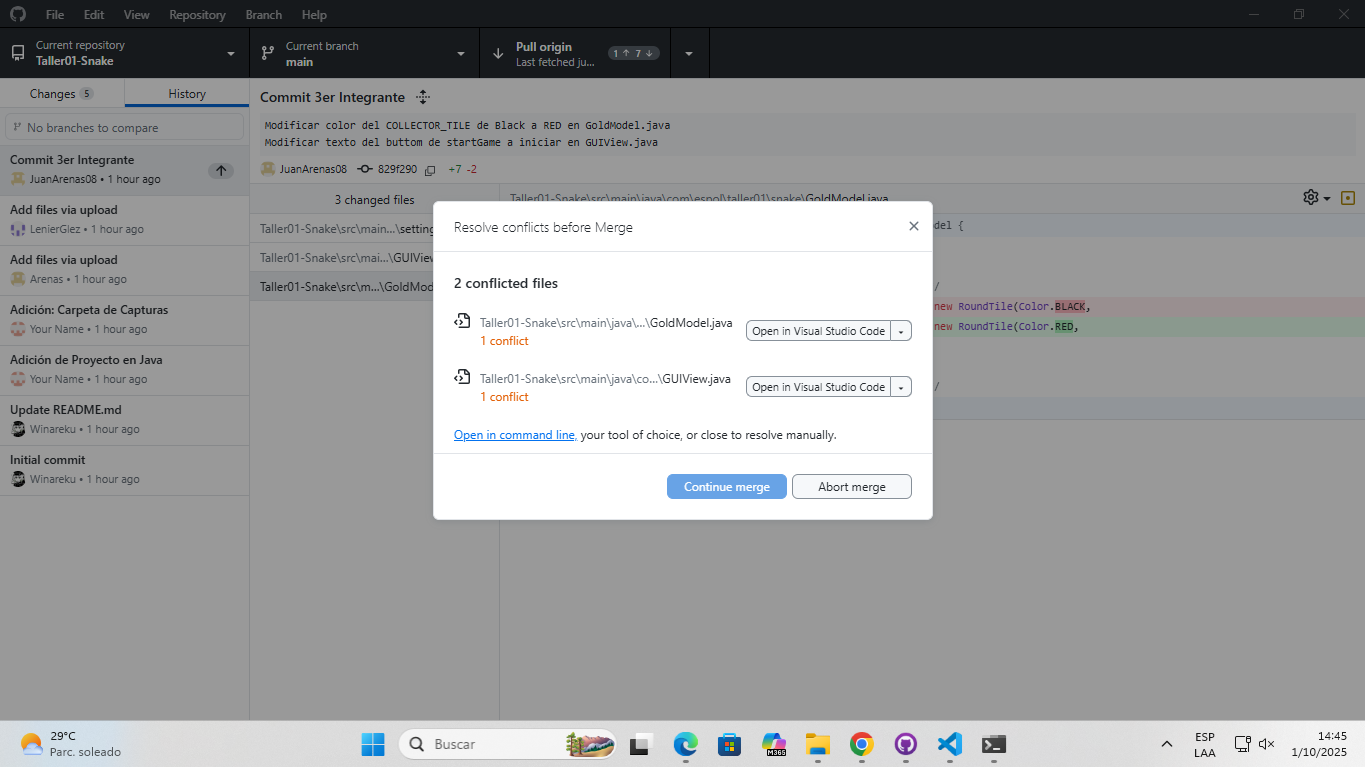 File Edit View Repository Branch Help
Current repository
Taller01-Snake
Current branch
main
Pull origin
Last fetched ju...
1 ↑ 7 ↓
Changes 5
History
No branches to compare
Commit 3er Integrante
JuanArenas08 • 1 hour ago
Add files via upload
LenierGlez • 1 hour ago
Add files via upload
Arenas • 1 hour ago
Adición: Carpeta de Capturas
Your Name • 1 hour ago
Adición de Proyecto en Java
Your Name • 1 hour ago
Update README.md
Winareku • 1 hour ago
Initial commit
Winareku • 1 hour ago
Commit 3er Integrante
Modificar color del COLLECTOR_TILE de Black a RED en GoldModel.java
Modificar texto del buttom de startGame a iniciar en GUIView.java
JuanArenas08 829f290 +7 -2
3 changed files
Taller01-Snake\src\main...\setting
Taller01-Snake\src\mai...\GUIView
Taller01-Snake\src\m...\GoldMod
Taller01-Snake\src\main\java\com\espol\taller01\snake\GoldModel.java
del {
/
new RoundTile(Color.BLACK,
new RoundTile(Color.RED,
/
Resolve conflicts before Merge
2 conflicted files
Taller01-Snake\src\main\java\...\GoldModel.java
1 conflict
Open in Visual Studio Code
Taller01-Snake\src\main\java\co...\GUIView.java
1 conflict
Open in Visual Studio Code
Open in command line, your tool of choice, or close to resolve manually.
Continue merge
Abort merge
29°C
Parc. soleado
Buscar
M365
ESP
LAA
14:45
1/10/2025